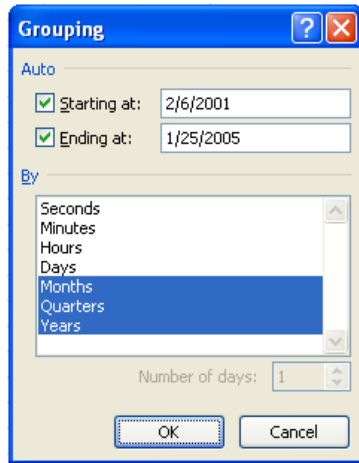 Grouping
Auto
Starting at: 2/6/2001
Ending at: 1/25/2005
By
Seconds
Minutes
Hours
Days
Months
Quarters
Years
Number of days: 1
OK Cancel